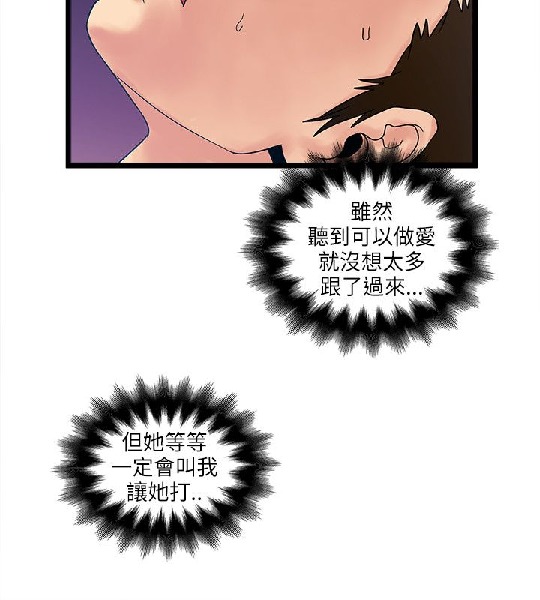 雖然
聽到可以做愛
就沒想太多
跟了過來...
但她等等
一定會叫我
讓她打..